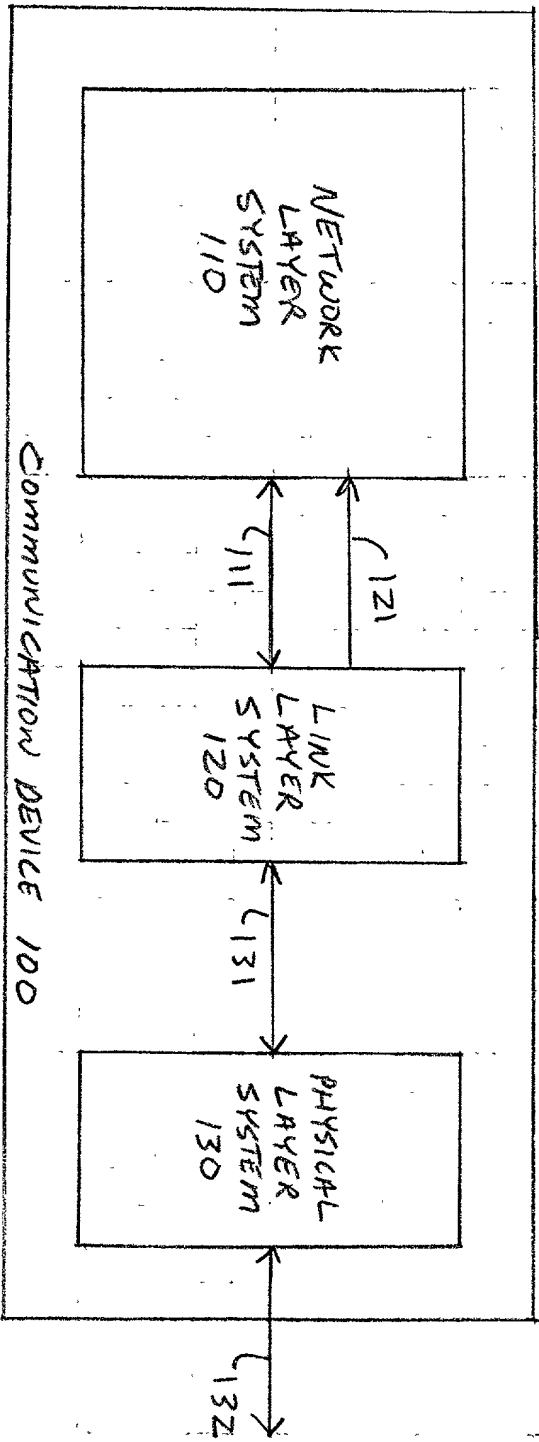 NETWORK
LAYER
SYSTEM
110
121
111
LINK
LAYER
SYSTEM
120
131
PHYSICAL
LAYER
SYSTEM
130
132
COMMUNICATION DEVICE 100